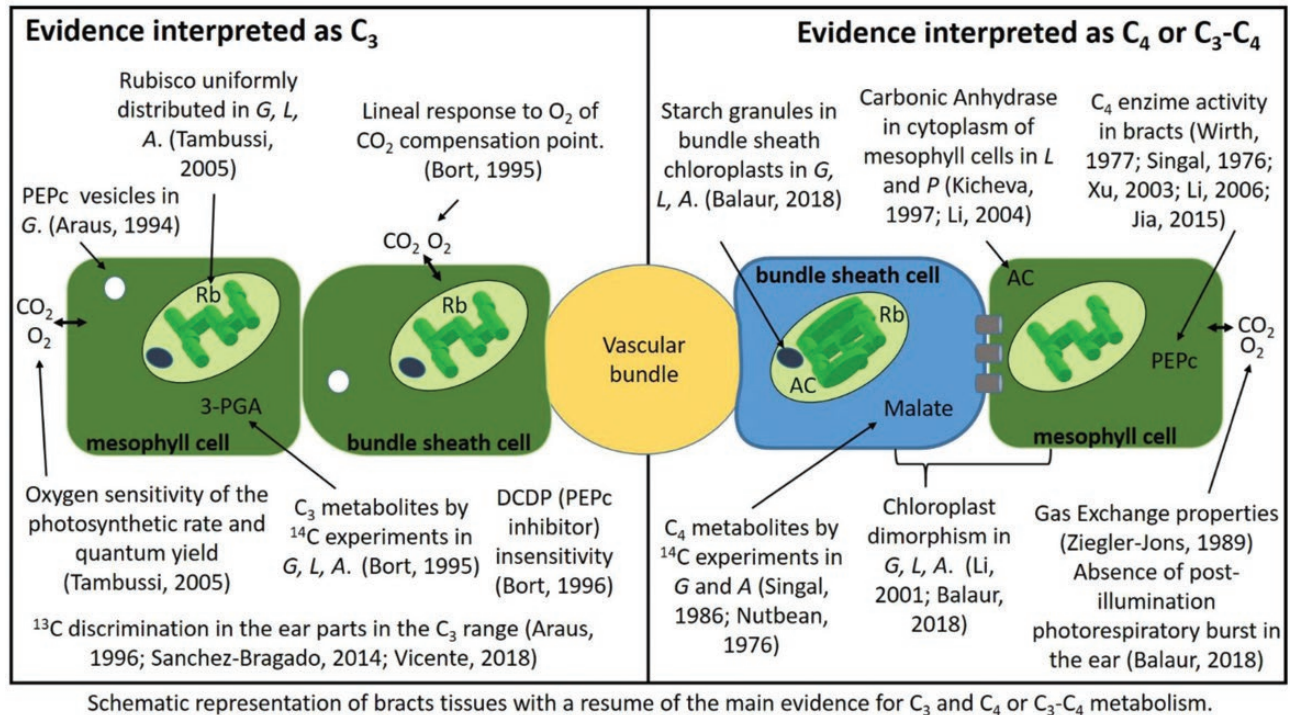 Evidence interpreted as C₃
Rubisco uniformly
distributed in G, L,
A. (Tambussi,
2005)
Lineal response to O₂ of
CO₂ compensation point.
(Bort, 1995)
PEPc vesicles in
G. (Araus, 1994)
CO₂ O₂
Rb
Rb
CO₂
O₂
3-PGA
mesophyll cell
bundle sheath cell
Vascular
bundle
Oxygen sensitivity of the
photosynthetic rate and
quantum yield
(Tambussi, 2005)
C₃ metabolites by
¹⁴C experiments in
G, L, A. (Bort, 1995)
DCDP (PEPc
inhibitor)
insensitivity
(Bort, 1996)
¹³C discrimination in the ear parts in the C₃ range (Araus,
1996; Sanchez-Bragado, 2014; Vicente, 2018)
Evidence interpreted as C₄ or C₃-C₄
Starch granules in
bundle sheath
chloroplasts in G,
L, A. (Balaur, 2018)
Carbonic Anhydrase
in cytoplasm of
mesophyll cells in L
and P (Kicheva,
1997; Li, 2004)
C₄ enzime activity
in bracts (Wirth,
1977; Singal, 1976;
Xu, 2003; Li, 2006;
Jia, 2015)
bundle sheath cell
Rb
AC
Malate
AC
PEPc
CO₂
O₂
mesophyll cell
C₄ metabolites by
¹⁴C experiments in
G and A (Singal,
1986; Nutbean,
1976)
Chloroplast
dimorphism in
G, L, A. (Li,
2001; Balaur,
2018)
Gas Exchange properties
(Ziegler-Jons, 1989)
Absence of post-
illumination
photorespiratory burst in
the ear (Balaur, 2018)
Schematic representation of bracts tissues with a resume of the main evidence for C₃ and C₄ or C₃-C₄ metabolism.